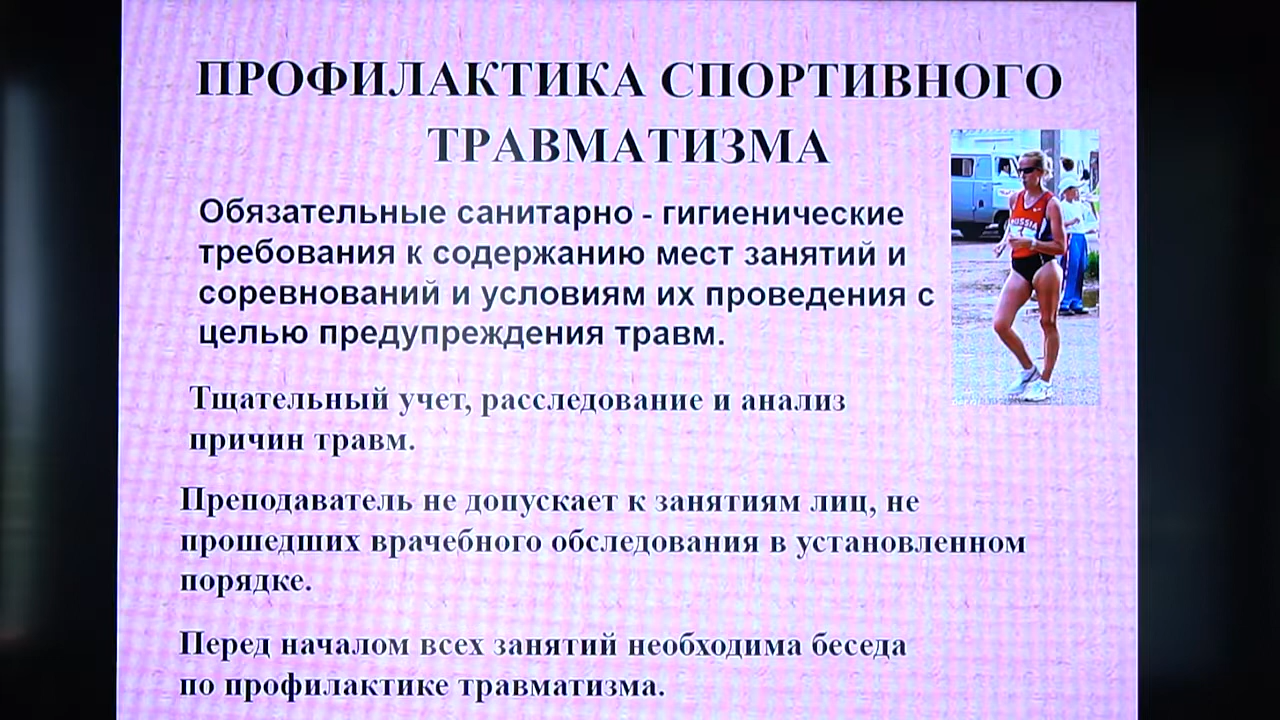 ПРОФИЛАКТИКА СПОРТИВНОГО
ТРАВМАТИЗМА
Обязательные санитарно - гигиенические
требования к содержанию мест занятий и
соревнований и условиям их проведения с
целью предупреждения травм.
RUSSIA
Тщательный учет, расследование и анализ
причин травм.
Преподаватель не допускает к занятиям лиц, не
прошедших врачебного обследования в установленном
порядке.
Перед началом всех занятий необходима беседа
по профилактике травматизма.